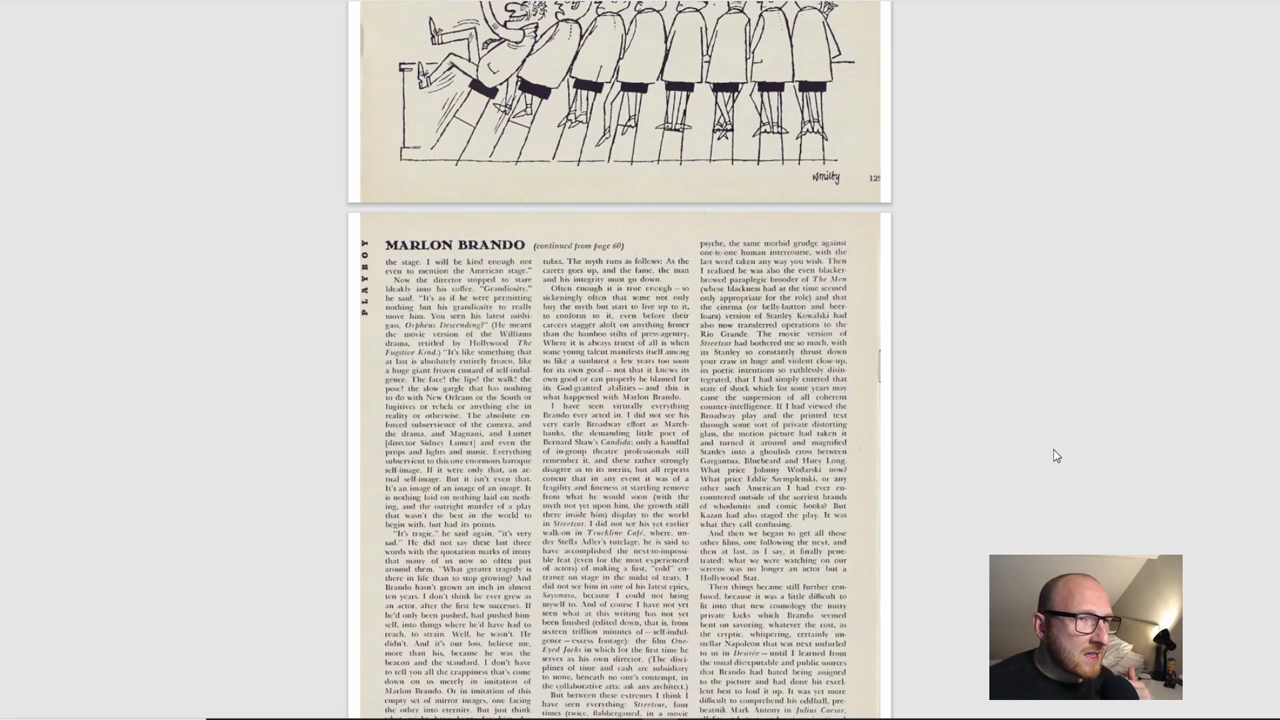 Smilby
125
PLAYBOY
MARLON BRANDO (continued from page 60)
the stage. I will be kind enough not
even to mention the American stage."
Now the director stopped to stare
bleakly into his coffee. "Grandiosity,"
he said. "It's as if he were permitting
nothing but his grandiosity to really
move him. You seen his latest mishi-
gass, Orpheus Descending?" (He meant
the movie version of the Williams
drama, retitled by Hollywood The
Fugitive Kind.) "It's like something that
at last is absolutely entirely frozen, like
a huge giant frozen custard of self-indul-
gence. The face! the lips! the walk! the
pose! the slow gargle that has nothing
to do with New Orleans or the South or
fugitives or rebels or anything else in
reality or otherwise. The absolute en-
forced subservience of the camera, and
the drama, and Magnani, and Lumet
[director Sidney Lumet] and even the
props and lights and music. Everything
subservient to this one enormous baroque
self-image. If it were only that, an ac-
tual self-image. But it isn't even that.
It's an image of an image of an image. It
is nothing laid on nothing laid on noth-
ing, and the outright murder of a play
that wasn't the best in the world to
begin with, but had its points.
"It's tragic," he said again, "it's very
sad." He did not say these last three
words with the quotation marks of irony
that many of us now so often put
around them. "What greater tragedy is
there in life than to stop growing? And
Brando hasn't grown an inch in almost
ten years. I don't think he ever grew as
an actor, after the first few successes. If
he'd only been pushed, had pushed him-
self, into things where he'd have had to
reach, to strain. Well, he wasn't. He
didn't. And it's our loss, believe me,
more than his, because he was the
beacon and the standard. I don't have
to tell you all the crappiness that's come
down on us merely in imitation of
Marlon Brando. Or in imitation of this
empty set of mirror images, one facing
the other into eternity. But just think
tubes. The myth runs as follows: As the
career goes up, and the fame, the man
and his integrity must go down.
Often enough it is true enough – so
sickeningly often that some not only
buy the myth but start to live up to it,
to conform to it, even before their
careers stagger aloft on anything firmer
than the bamboo stilts of press-agentry.
Where it is always truest of all is when
some young talent manifests itself among
us like a sunburst a few years too soon
for its own good – not that it knows its
own good or can properly be blamed for
its God-granted abilities – and this is
what happened with Marlon Brando.
I have seen virtually everything
Brando ever acted in. I did not see his
very early Broadway effort as March-
banks, the demanding little poet of
Bernard Shaw's Candida; only a handful
of in-group theatre professionals still
remember it, and these rather strongly
disagree as to its merits, but all reports
concur that in any event it was of a
fragility and fineness at startling remove
from what he would soon (with the
myth not yet upon him, the growth still
there inside him) display to the world
in Streetcar. I did not see his yet earlier
walk-on in Truckline Café, where, un-
der Stella Adler's tutelage, he is said to
have accomplished the next-to-impossi-
ble feat (even for the most experienced
of actors) of making a first, "cold" en-
trance on stage in the midst of tears. I
did not see him in one of his latest epics,
Sayonara, because I could not bring
myself to. And of course I have not yet
seen what at this writing has not yet
been finished (edited down, that is, from
sixteen trillion minutes of – self-indul-
gence – excess footage): the film One-
Eyed Jacks in which for the first time he
serves as his own director. (The disci-
plines of time and cash are subsidiary
to none, beneath no one's contempt, in
the collaborative arts; ask any architect.)
But between these extremes I think I
have seen everything: Streetcar, four
times (twice, flabbergasted, in a movie
psyche, the same morbid grudge against
one-to-one human intercourse, with the
last word taken any way you wish. Then
I realized he was also the even blacker-
browed paraplegic brooder of The Men
(whose blackness had at the time seemed
only appropriate for the role) and that
the cinema (or belly-button and beer-
foam) version of Stanley Kowalski had
also now transferred operations to the
Rio Grande. The movie version of
Streetcar had bothered me so much, with
its Stanley so constantly thrust down
your craw in huge and violent close-up,
its poetic intentions so ruthlessly disin-
tegrated, that I had simply entered that
state of shock which for some years may
cause the suspension of all coherent
counter-intelligence. If I had viewed the
Broadway play and the printed text
through some sort of private distorting
glass, the motion picture had taken it
and turned it around and magnified
Stanley into a ghoulish cross between
Gargantua, Bluebeard and Huey Long.
What price Johnny Wodarski now?
What price Eddie Szemplenski, or any
other such American I had ever en-
countered outside of the sorriest brands
of whodunits and comic books? But
Kazan had also staged the play. It was
what they call confusing.
And then we began to get all those
other films, one following the next, and
then at last, as I say, it finally pene-
trated: what we were watching on our
screens was no longer an actor but a
Hollywood Star.
Then things became still further con-
fused, because it was a little difficult to
fit into that new cosmology the nutty
private kicks which Brando seemed
bent on savoring, whatever the cost, as
the cryptic, whispering, certainly un-
stellar Napoleon that was next unfurled
to us in Desirée – until I learned from
the usual disreputable and public sources
that Brando had hated being assigned
to the picture and had done his excel-
lent best to foul it up. It was yet more
difficult to comprehend his oddball, pre-
beatnik Mark Antony in Julius Caesar,